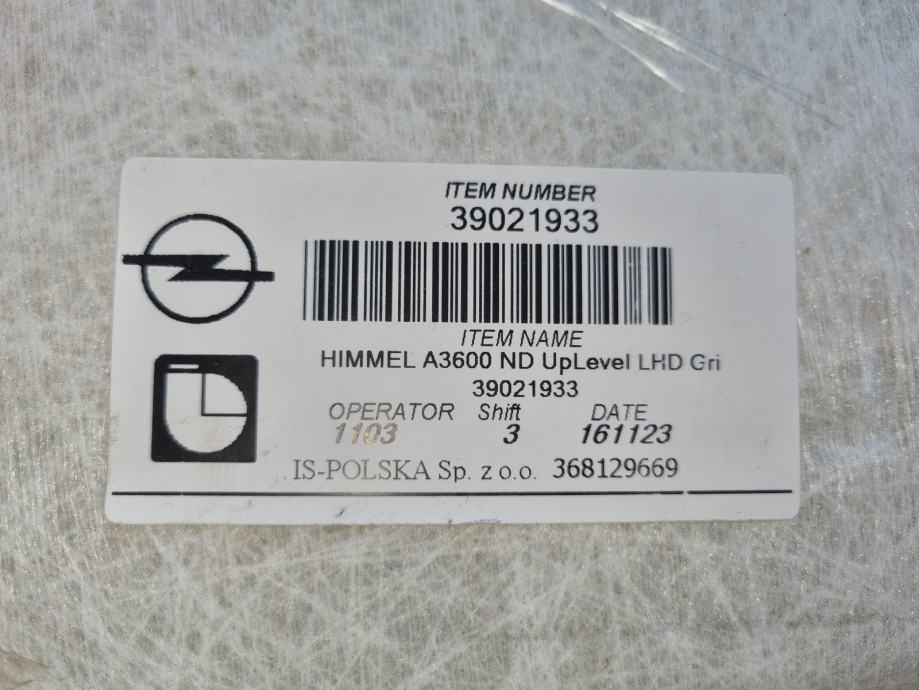 ITEM NUMBER
39021933
ITEM NAME
HIMMEL A3600 ND UpLevel LHD Gri
39021933
OPERATOR Shift DATE
1103 3 161123
IS-POLSKA Sp. z o.o. 368129669